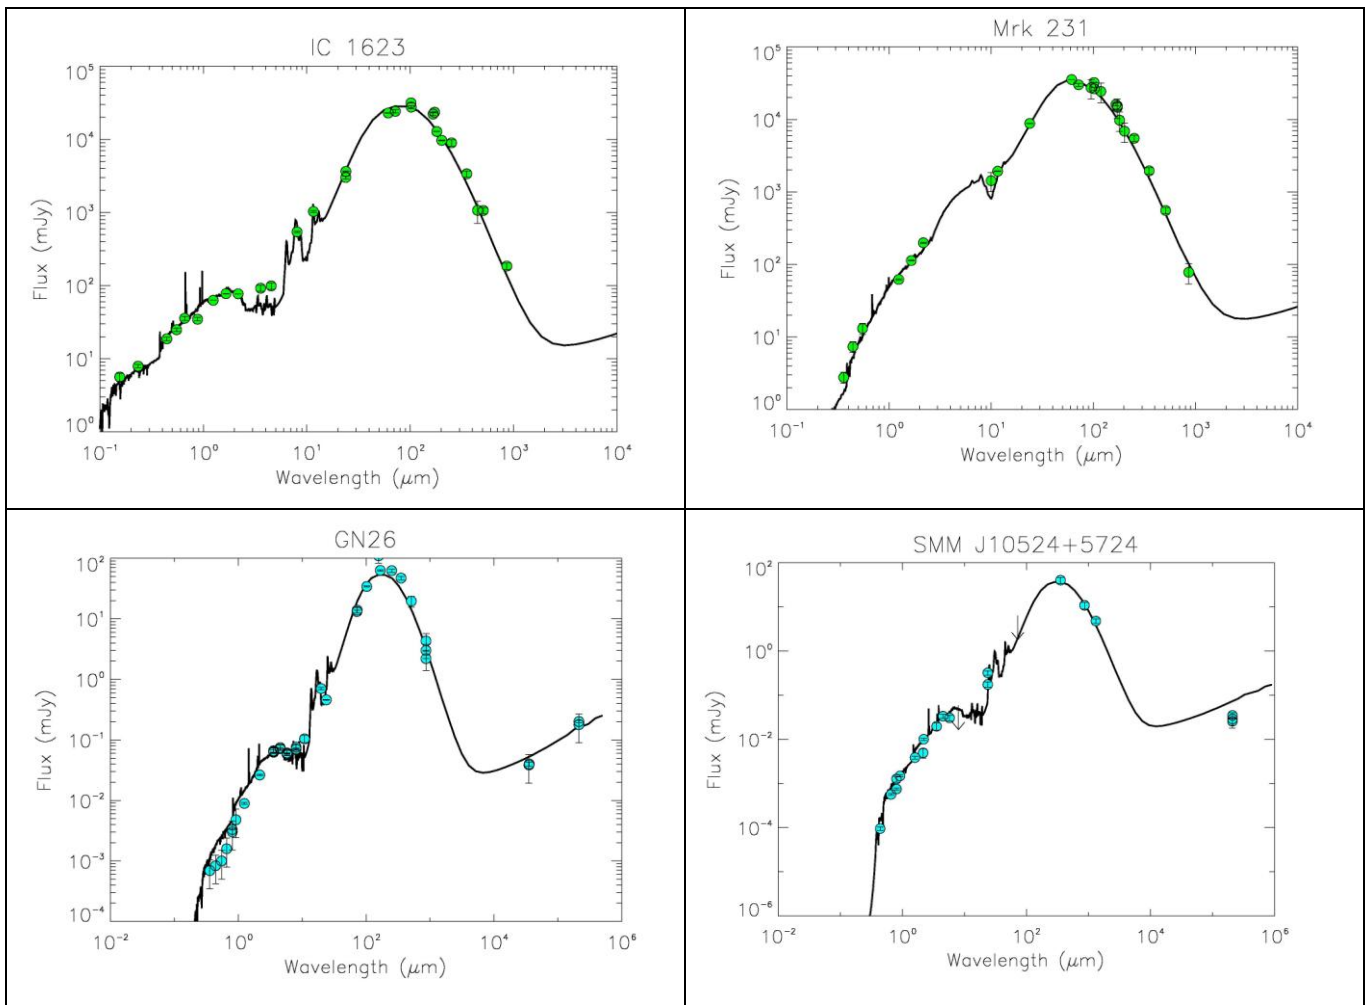 IC 1623
Flux (mJy)
10⁵
10⁴
10³
10²
10¹
10⁰
10⁻¹ 10⁰ 10¹ 10² 10³ 10⁴
Wavelength (μm)
Mrk 231
Flux (mJy)
10⁵
10⁴
10³
10²
10¹
10⁰
10⁻¹ 10⁰ 10¹ 10² 10³ 10⁴
Wavelength (μm)
GN26
Flux (mJy)
10²
10¹
10⁰
10⁻¹
10⁻²
10⁻³
10⁻⁴
10⁻² 10⁰ 10² 10⁴ 10⁶
Wavelength (μm)
SMM J10524+5724
Flux (mJy)
10²
10⁰
10⁻²
10⁻⁴
10⁻⁶
10⁻² 10⁰ 10² 10⁴ 10⁶
Wavelength (μm)